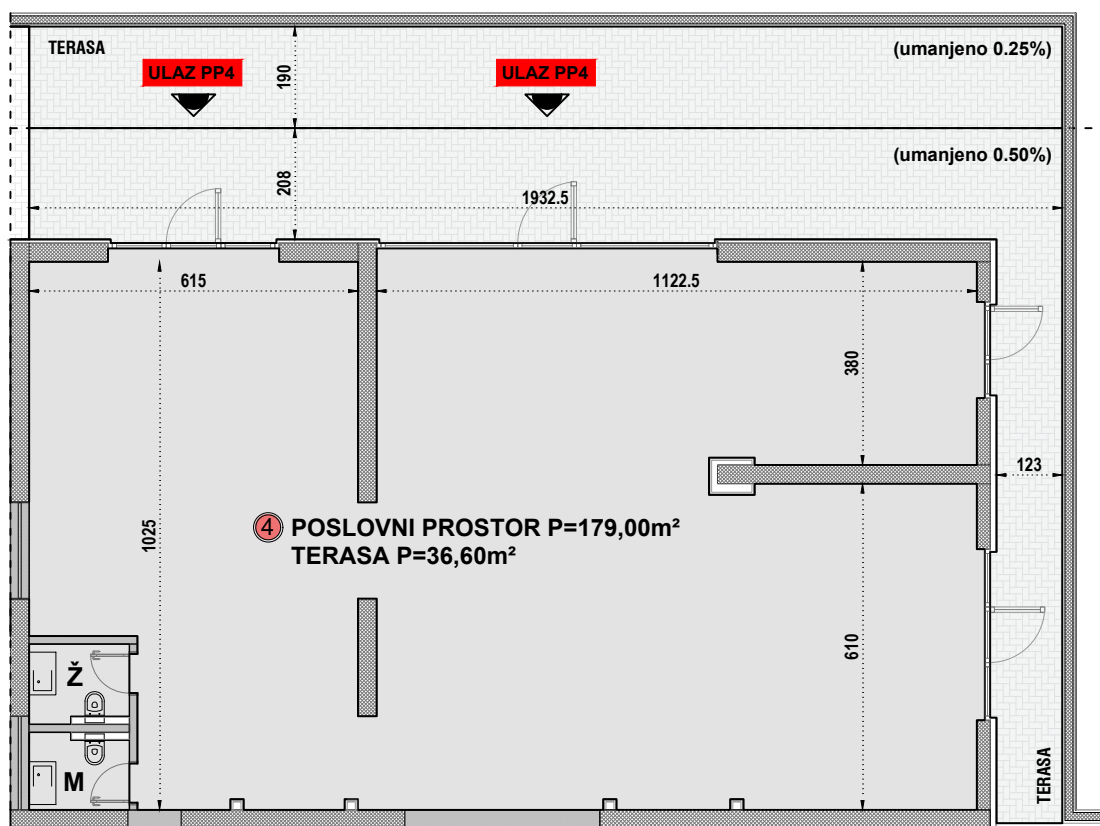 TERASA
(umanjeno 0.25%)
ULAZ PP4
ULAZ PP4
190
(umanjeno 0.50%)
208
1932.5
615
1122.5
380
123
1025
4 POSLOVNI PROSTOR P=179,00m²
TERASA P=36,60m²
610
Ž
M
TERASA